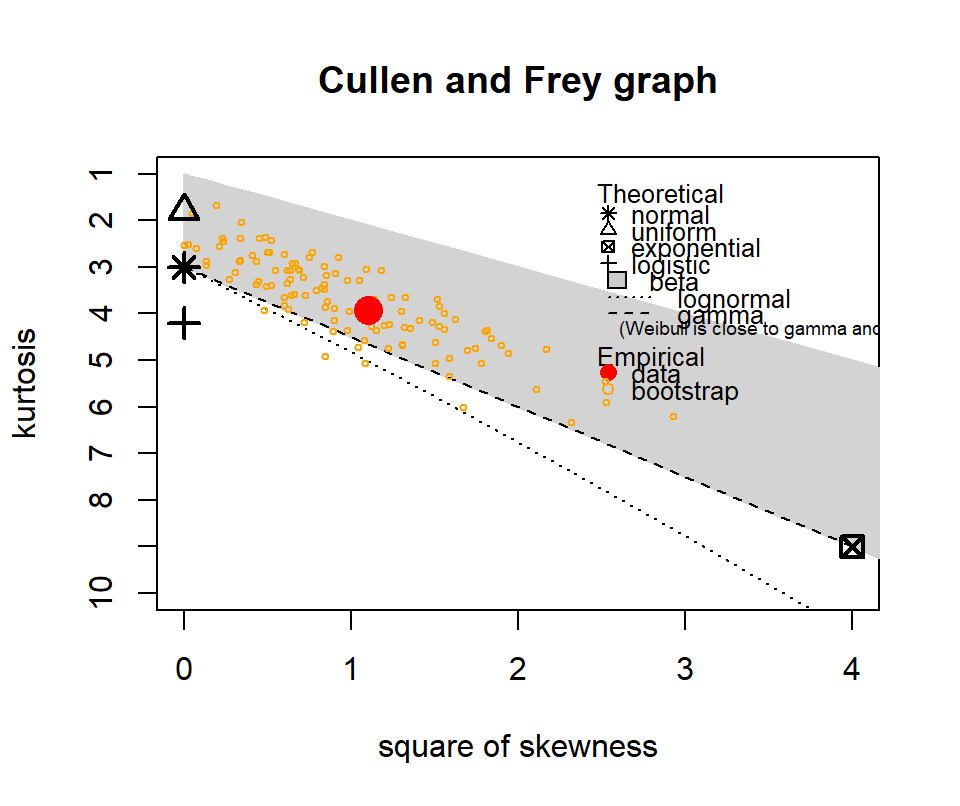 Cullen and Frey graph
kurtosis
1
2
3
4
5
6
7
8
10
0
1
2
3
4
square of skewness
Theoretical
normal
uniform
exponential
logistic
beta
lognormal
gamma
(Weibull is close to gamma and
Empirical
data
bootstrap